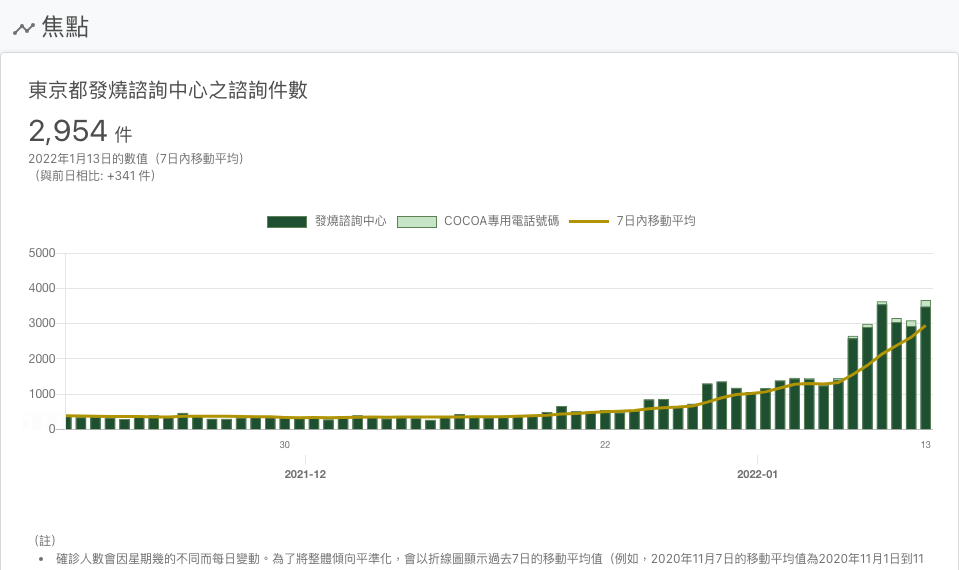 焦點
東京都發燒諮詢中心之諮詢件數
2,954 件
2022年1月13日的數值（7日內移動平均）
（與前日相比: +341 件）
發燒諮詢中心 COCOA專用電話號碼 7日內移動平均
5000
4000
3000
2000
1000
0
30 22 13
2021-12 2022-01
（註）
• 確診人數會因星期幾的不同而每日變動。為了將整體傾向平準化，會以折線圖顯示過去7日的移動平均值（例如，2020年11月7日的移動平均值為2020年11月1日到11